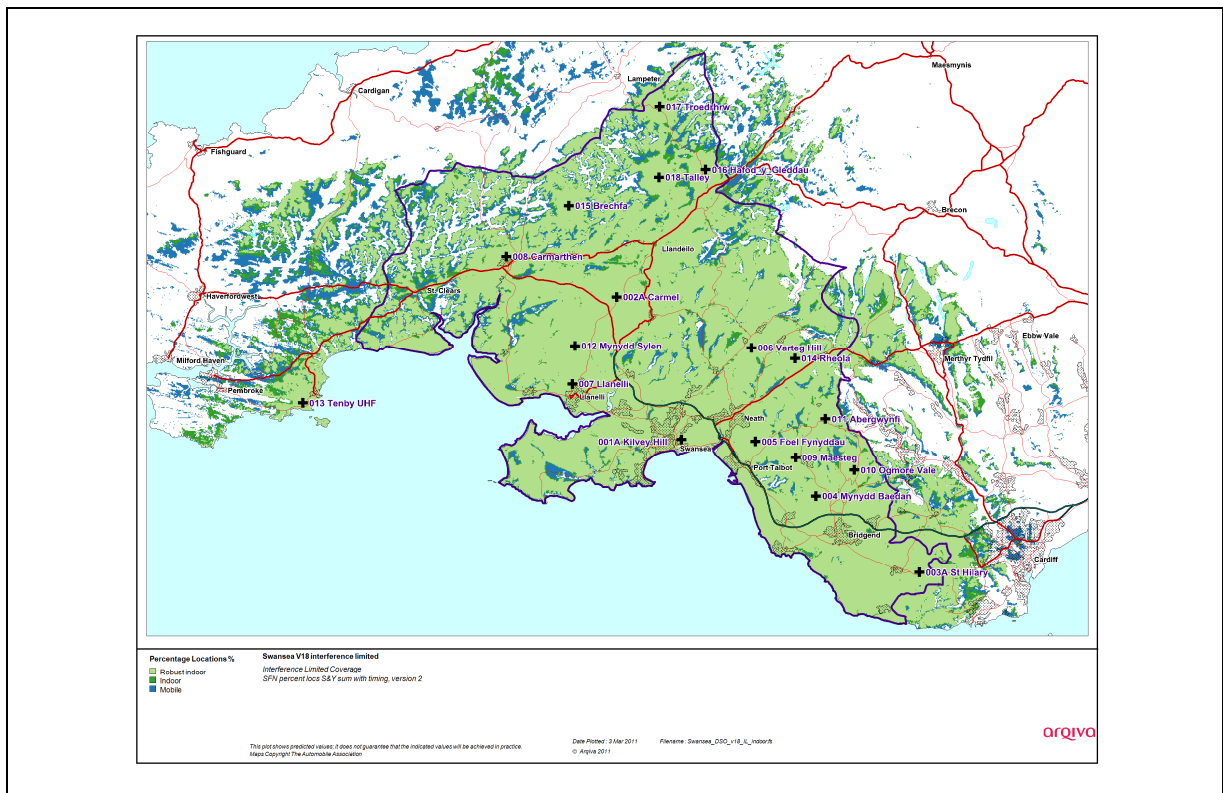 Maesmynis
Lampeter
Cardigan
017 Troedrhrw
Fishguard
016 Hafod_y_Gleddau
018 Talley
015 Brechfa
Brecon
Llandeilo
008 Carmarthen
St. Clears
Haverfordwest
002A Carmel
Ebbw Vale
012 Mynydd Sylen
006 Varteg Hill
014 Rheola
Merthyr Tydfil
Milford Haven
Pembroke
007 Llanelli
Llanelli
013 Tenby UHF
Neath
011 Abergwynfi
001A Kilvey Hill
Swansea
005 Foel Fynyddau
009 Maesteg
Port Talbot
010 Ogmore Vale
004 Mynydd Baedan
Bridgend
Cardiff
003A St Hilary
Percentage Locations %
Robust indoor
Indoor
Mobile
Swansea V18 interference limited
Interference Limited Coverage
SFN percent locs S&Y sum with timing, version 2
arqiva
This plot shows predicted values; it does not guarantee that the indicated values will be achieved in practice.
Maps Copyright The Automobile Association
Date Plotted : 3 Mar 2011 Filename : Swansea_DSO_v18_IL_indoor.fs
© Arqiva 2011